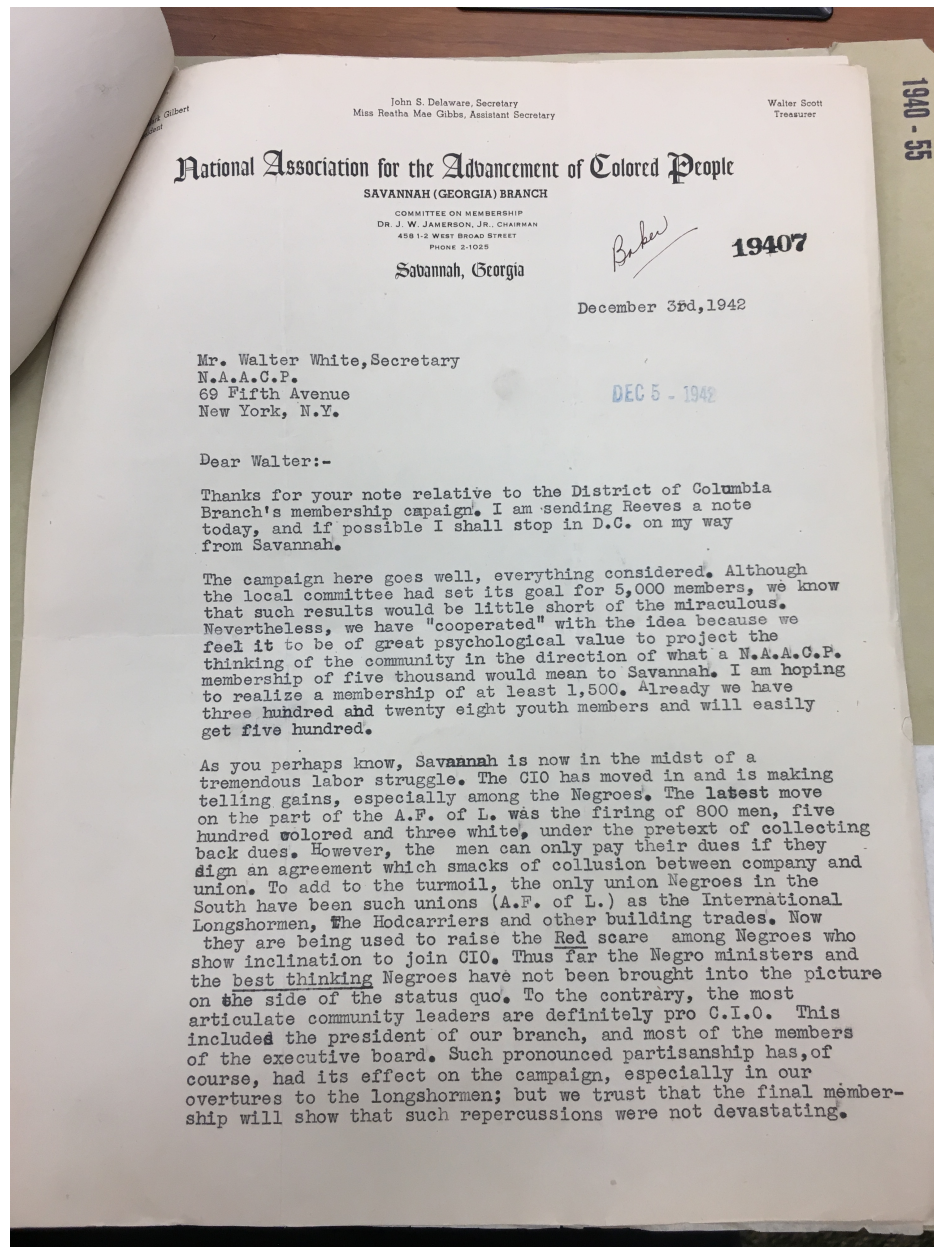 Gilbert
John S. Delaware, Secretary
Miss Reatha Mae Gibbs, Assistant Secretary
Walter Scott
Treasurer
1940 - 55
National Association for the Advancement of Colored People
SAVANNAH (GEORGIA) BRANCH
COMMITTEE ON MEMBERSHIP
DR. J. W. JAMERSON, JR., CHAIRMAN
458 1-2 WEST BROAD STREET
PHONE 2-1025
Savannah, Georgia
Baker
19407
December 3rd,1942
Mr. Walter White,Secretary
N.A.A.C.P.
69 Fifth Avenue
New York, N.Y.
DEC 5 - 1942
Dear Walter:-
Thanks for your note relative to the District of Columbia
Branch's membership cmpaign. I am sending Reeves a note
today, and if possible I shall stop in D.C. on my way
from Savannah.
The campaign here goes well, everything considered. Although
the local committee had set its goal for 5,000 members, we know
that such results would be little short of the miraculous.
Nevertheless, we have "cooperated" with the idea because we
feel it to be of great psychological value to project the
thinking of the community in the direction of what a N.A.A.C.P.
membership of five thousand would mean to Savannah. I am hoping
to realize a membership of at least 1,500. Already we have
three hundred and twenty eight youth members and will easily
get five hundred.
As you perhaps know, Savannah is now in the midst of a
tremendous labor struggle. The CIO has moved in and is making
telling gains, especially among the Negroes. The latest move
on the part of the A.F. of L. was the firing of 800 men, five
hundred colored and three white, under the pretext of collecting
back dues. However, the men can only pay their dues if they
sign an agreement which smacks of collusion between company and
union. To add to the turmoil, the only union Negroes in the
South have been such unions (A.F. of L.) as the International
Longshormen, The Hodcarriers and other building trades. Now
they are being used to raise the Red scare among Negroes who
show inclination to join CIO. Thus far the Negro ministers and
the best thinking Negroes have not been brought into the picture
on the side of the status quo. To the contrary, the most
articulate community leaders are definitely pro C.I.O. This
included the president of our branch, and most of the members
of the executive board. Such pronounced partisanship has,of
course, had its effect on the campaign, especially in our
overtures to the longshormen; but we trust that the final member-
ship will show that such repercussions were not devastating.